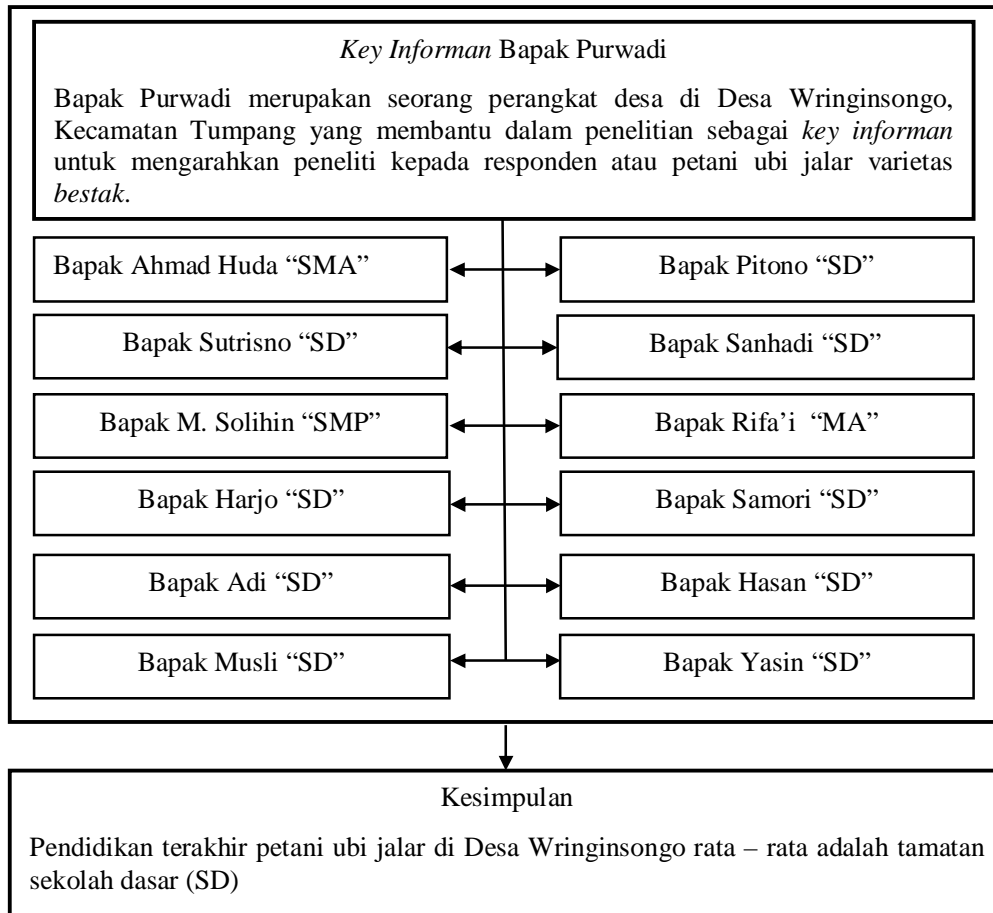 Key Informan Bapak Purwadi
Bapak Purwadi merupakan seorang perangkat desa di Desa Wringinsongo,
Kecamatan Tumpang yang membantu dalam penelitian sebagai key informan
untuk mengarahkan peneliti kepada responden atau petani ubi jalar varietas
bestak.
Bapak Ahmad Huda “SMA”
Bapak Pitono “SD”
Bapak Sutrisno “SD”
Bapak Sanhadi “SD”
Bapak M. Solihin “SMP”
Bapak Rifa’i “MA”
Bapak Harjo “SD”
Bapak Samori “SD”
Bapak Adi “SD”
Bapak Hasan “SD”
Bapak Musli “SD”
Bapak Yasin “SD”
Kesimpulan
Pendidikan terakhir petani ubi jalar di Desa Wringinsongo rata – rata adalah tamatan
sekolah dasar (SD)